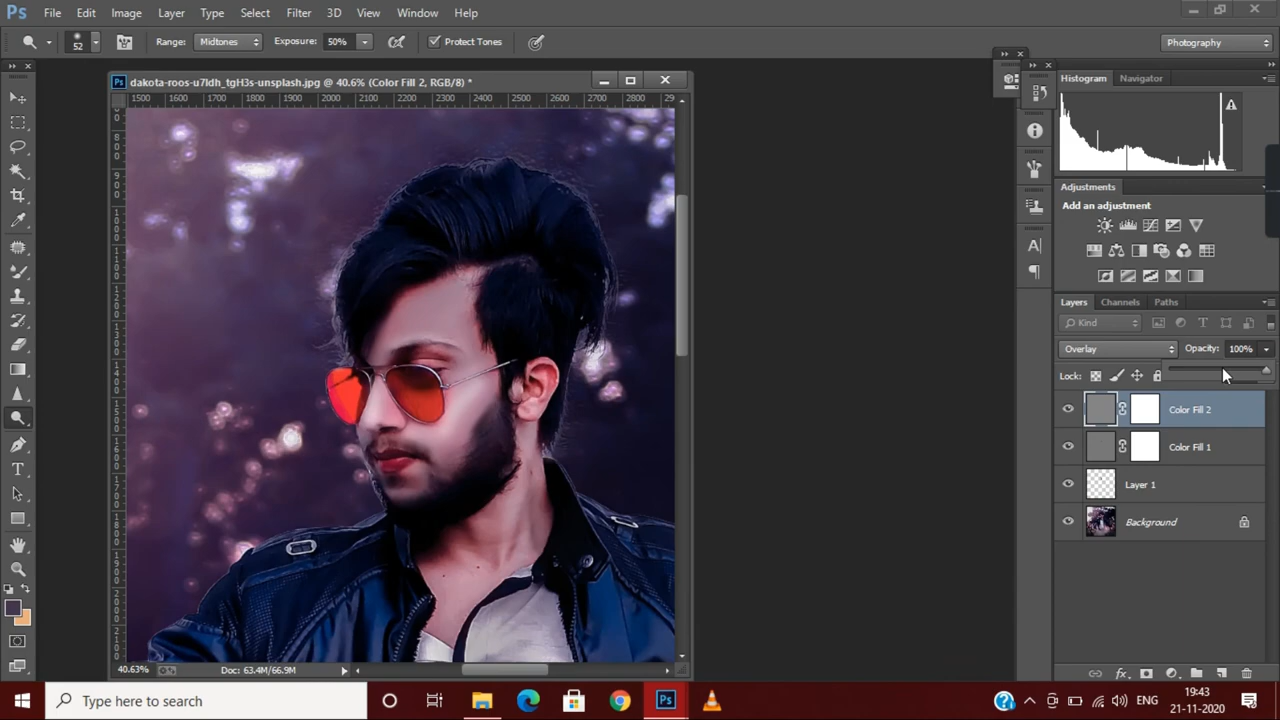 Ps File Edit Image Layer Type Select Filter 3D View Window Help
52 Range: Midtones Exposure: 50% Protect Tones Photography
Ps dakota-roos-u7ldh_tgH3s-unsplash.jpg @ 40.6% (Color Fill 2, RGB/8) *
1500 1600 1700 1800 1900 2000 2100 2200 2300 2400 2500 2600 2700 2800 29
Histogram Navigator
Adjustments
Add an adjustment
Layers Channels Paths
Kind
Overlay Opacity: 100%
Lock:
Color Fill 2
Color Fill 1
Layer 1
Background
40.63% Doc: 63.4M/66.9M
Type here to search
Ps
ENG
19:43
21-11-2020